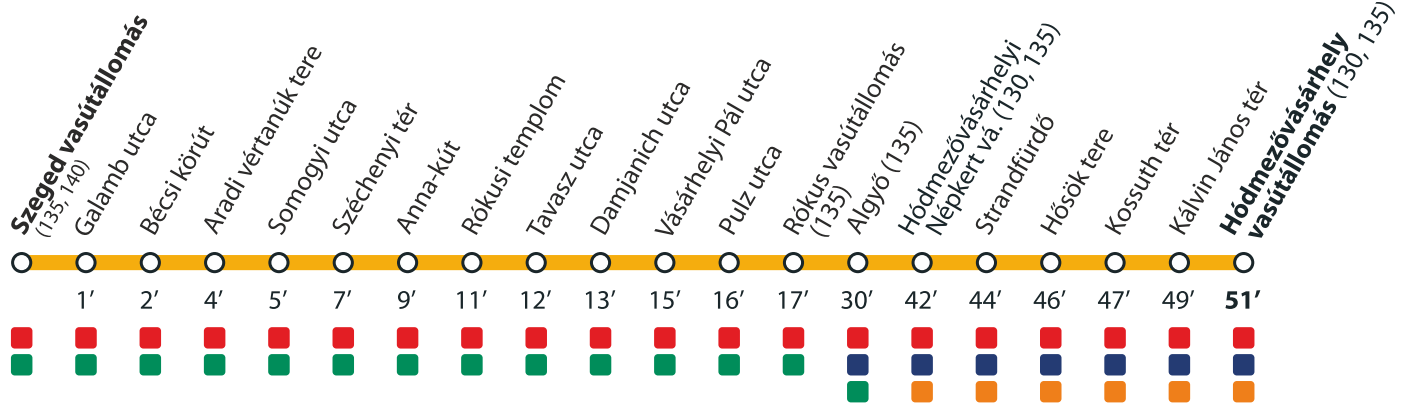 Szeged vasútállomás
(135, 140)
Galamb utca
Bécsi körút
Aradi vértanúk tere
Somogyi utca
Széchenyi tér
Anna-kút
Rókusi templom
Tavasz utca
Damjanich utca
Vásárhelyi Pál utca
Pulz utca
Rókus vasútállomás
(135)
Algyő (135)
Hódmezővásárhelyi
Népkert vá. (130, 135)
Strandfürdő
Hősök tere
Kossuth tér
Kálvin János tér
Hódmezővásárhely
vasútállomás (130, 135)
1’ 2’ 4’ 5’ 7’ 9’ 11’ 12’ 13’ 15’ 16’ 17’ 30’ 42’ 44’ 46’ 47’ 49’ 51’